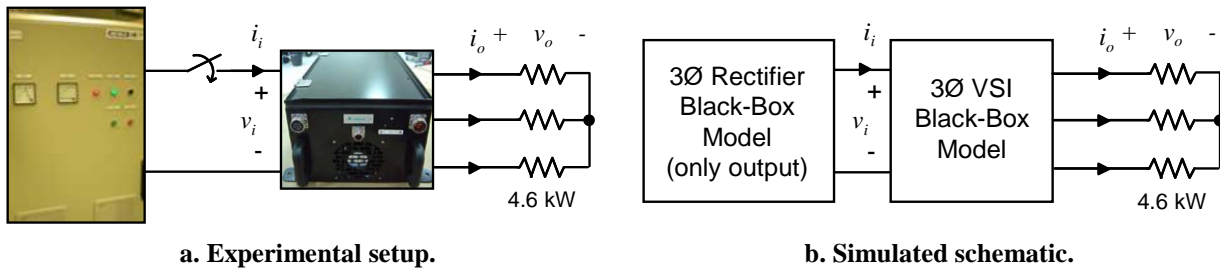 i_i
v_i
+
-
i_o + v_o -
4.6 kW
a. Experimental setup.
3Ø Rectifier
Black-Box
Model
(only output)
i_i
+
v_i
-
3Ø VSI
Black-Box
Model
i_o + v_o -
4.6 kW
b. Simulated schematic.